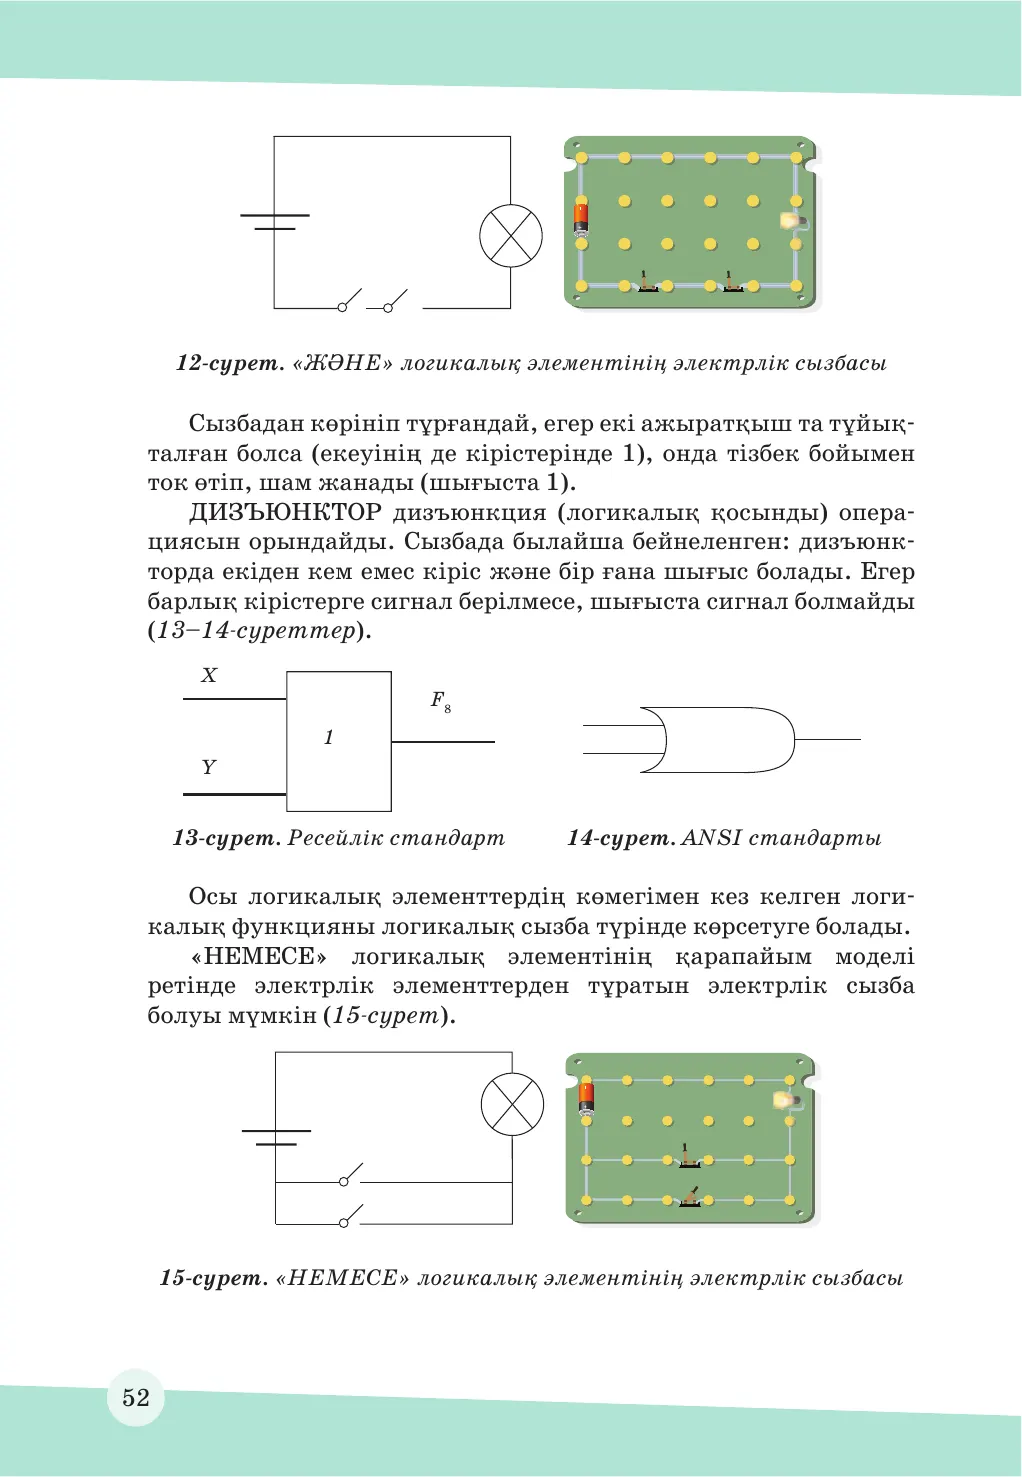 12-сурет. «ЖӘНЕ» логикалық элементінің электрлік сызбасы
Сызбадан көрініп тұрғандай, егер екі ажыратқыш та тұйық-
талған болса (екеуінің де кірістерінде 1), онда тізбек бойымен
ток өтіп, шам жанады (шығыста 1).
ДИЗЪЮНКТОР дизъюнкция (логикалық қосынды) опера-
циясын орындайды. Сызбада былайша бейнеленген: дизъюнк-
торда екіден кем емес кіріс және бір ғана шығыс болады. Егер
барлық кірістерге сигнал берілмесе, шығыста сигнал болмайды
(13–14-суреттер).
X
F8
1
Y
13-сурет. Ресейлік стандарт
14-сурет. ANSI стандарты
Осы логикалық элементтердің көмегімен кез келген логи-
калық функцияны логикалық сызба түрінде көрсетуге болады.
«НЕМЕСЕ» логикалық элементінің қарапайым моделі
ретінде электрлік элементтерден тұратын электрлік сызба
болуы мүмкін (15-сурет).
15-сурет. «НЕМЕСЕ» логикалық элементінің электрлік сызбасы
52